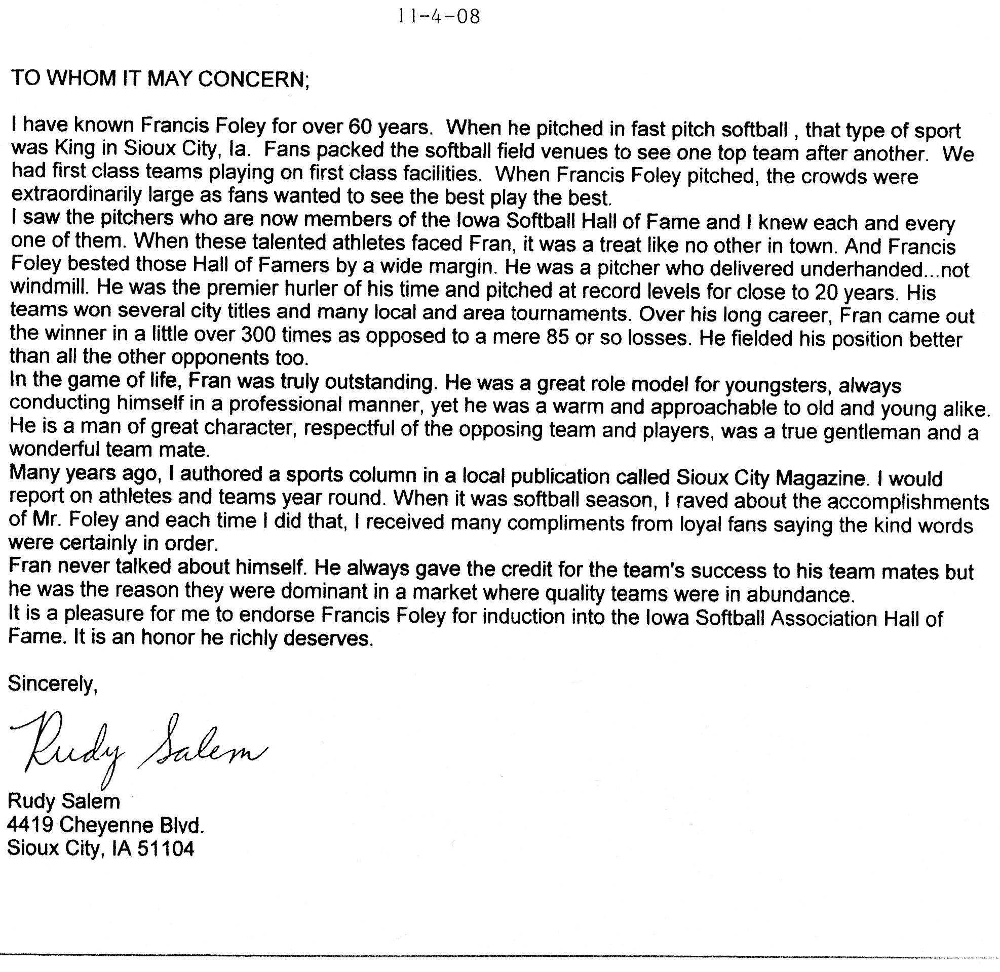 11-4-08
TO WHOM IT MAY CONCERN;
I have known Francis Foley for over 60 years.  When he pitched in fast pitch softball , that type of sport
was King in Sioux City, Ia.  Fans packed the softball field venues to see one top team after another.  We
had first class teams playing on first class facilities.  When Francis Foley pitched, the crowds were
extraordinarily large as fans wanted to see the best play the best.
I saw the pitchers who are now members of the Iowa Softball Hall of Fame and I knew each and every
one of them. When these talented athletes faced Fran, it was a treat like no other in town. And Francis
Foley bested those Hall of Famers by a wide margin. He was a pitcher who delivered underhanded...not
windmill. He was the premier hurler of his time and pitched at record levels for close to 20 years. His
teams won several city titles and many local and area tournaments. Over his long career, Fran came out
the winner in a little over 300 times as opposed to a mere 85 or so losses. He fielded his position better
than all the other opponents too.
In the game of life, Fran was truly outstanding. He was a great role model for youngsters, always
conducting himself in a professional manner, yet he was a warm and approachable to old and young alike.
He is a man of great character, respectful of the opposing team and players, was a true gentleman and a
wonderful team mate.
Many years ago, I authored a sports column in a local publication called Sioux City Magazine. I would
report on athletes and teams year round. When it was softball season, I raved about the accomplishments
of Mr. Foley and each time I did that, I received many compliments from loyal fans saying the kind words
were certainly in order.
Fran never talked about himself. He always gave the credit for the team's success to his team mates but
he was the reason they were dominant in a market where quality teams were in abundance.
It is a pleasure for me to endorse Francis Foley for induction into the Iowa Softball Association Hall of
Fame. It is an honor he richly deserves.
Sincerely,
Rudy Salem
Rudy Salem
4419 Cheyenne Blvd.
Sioux City, IA 51104